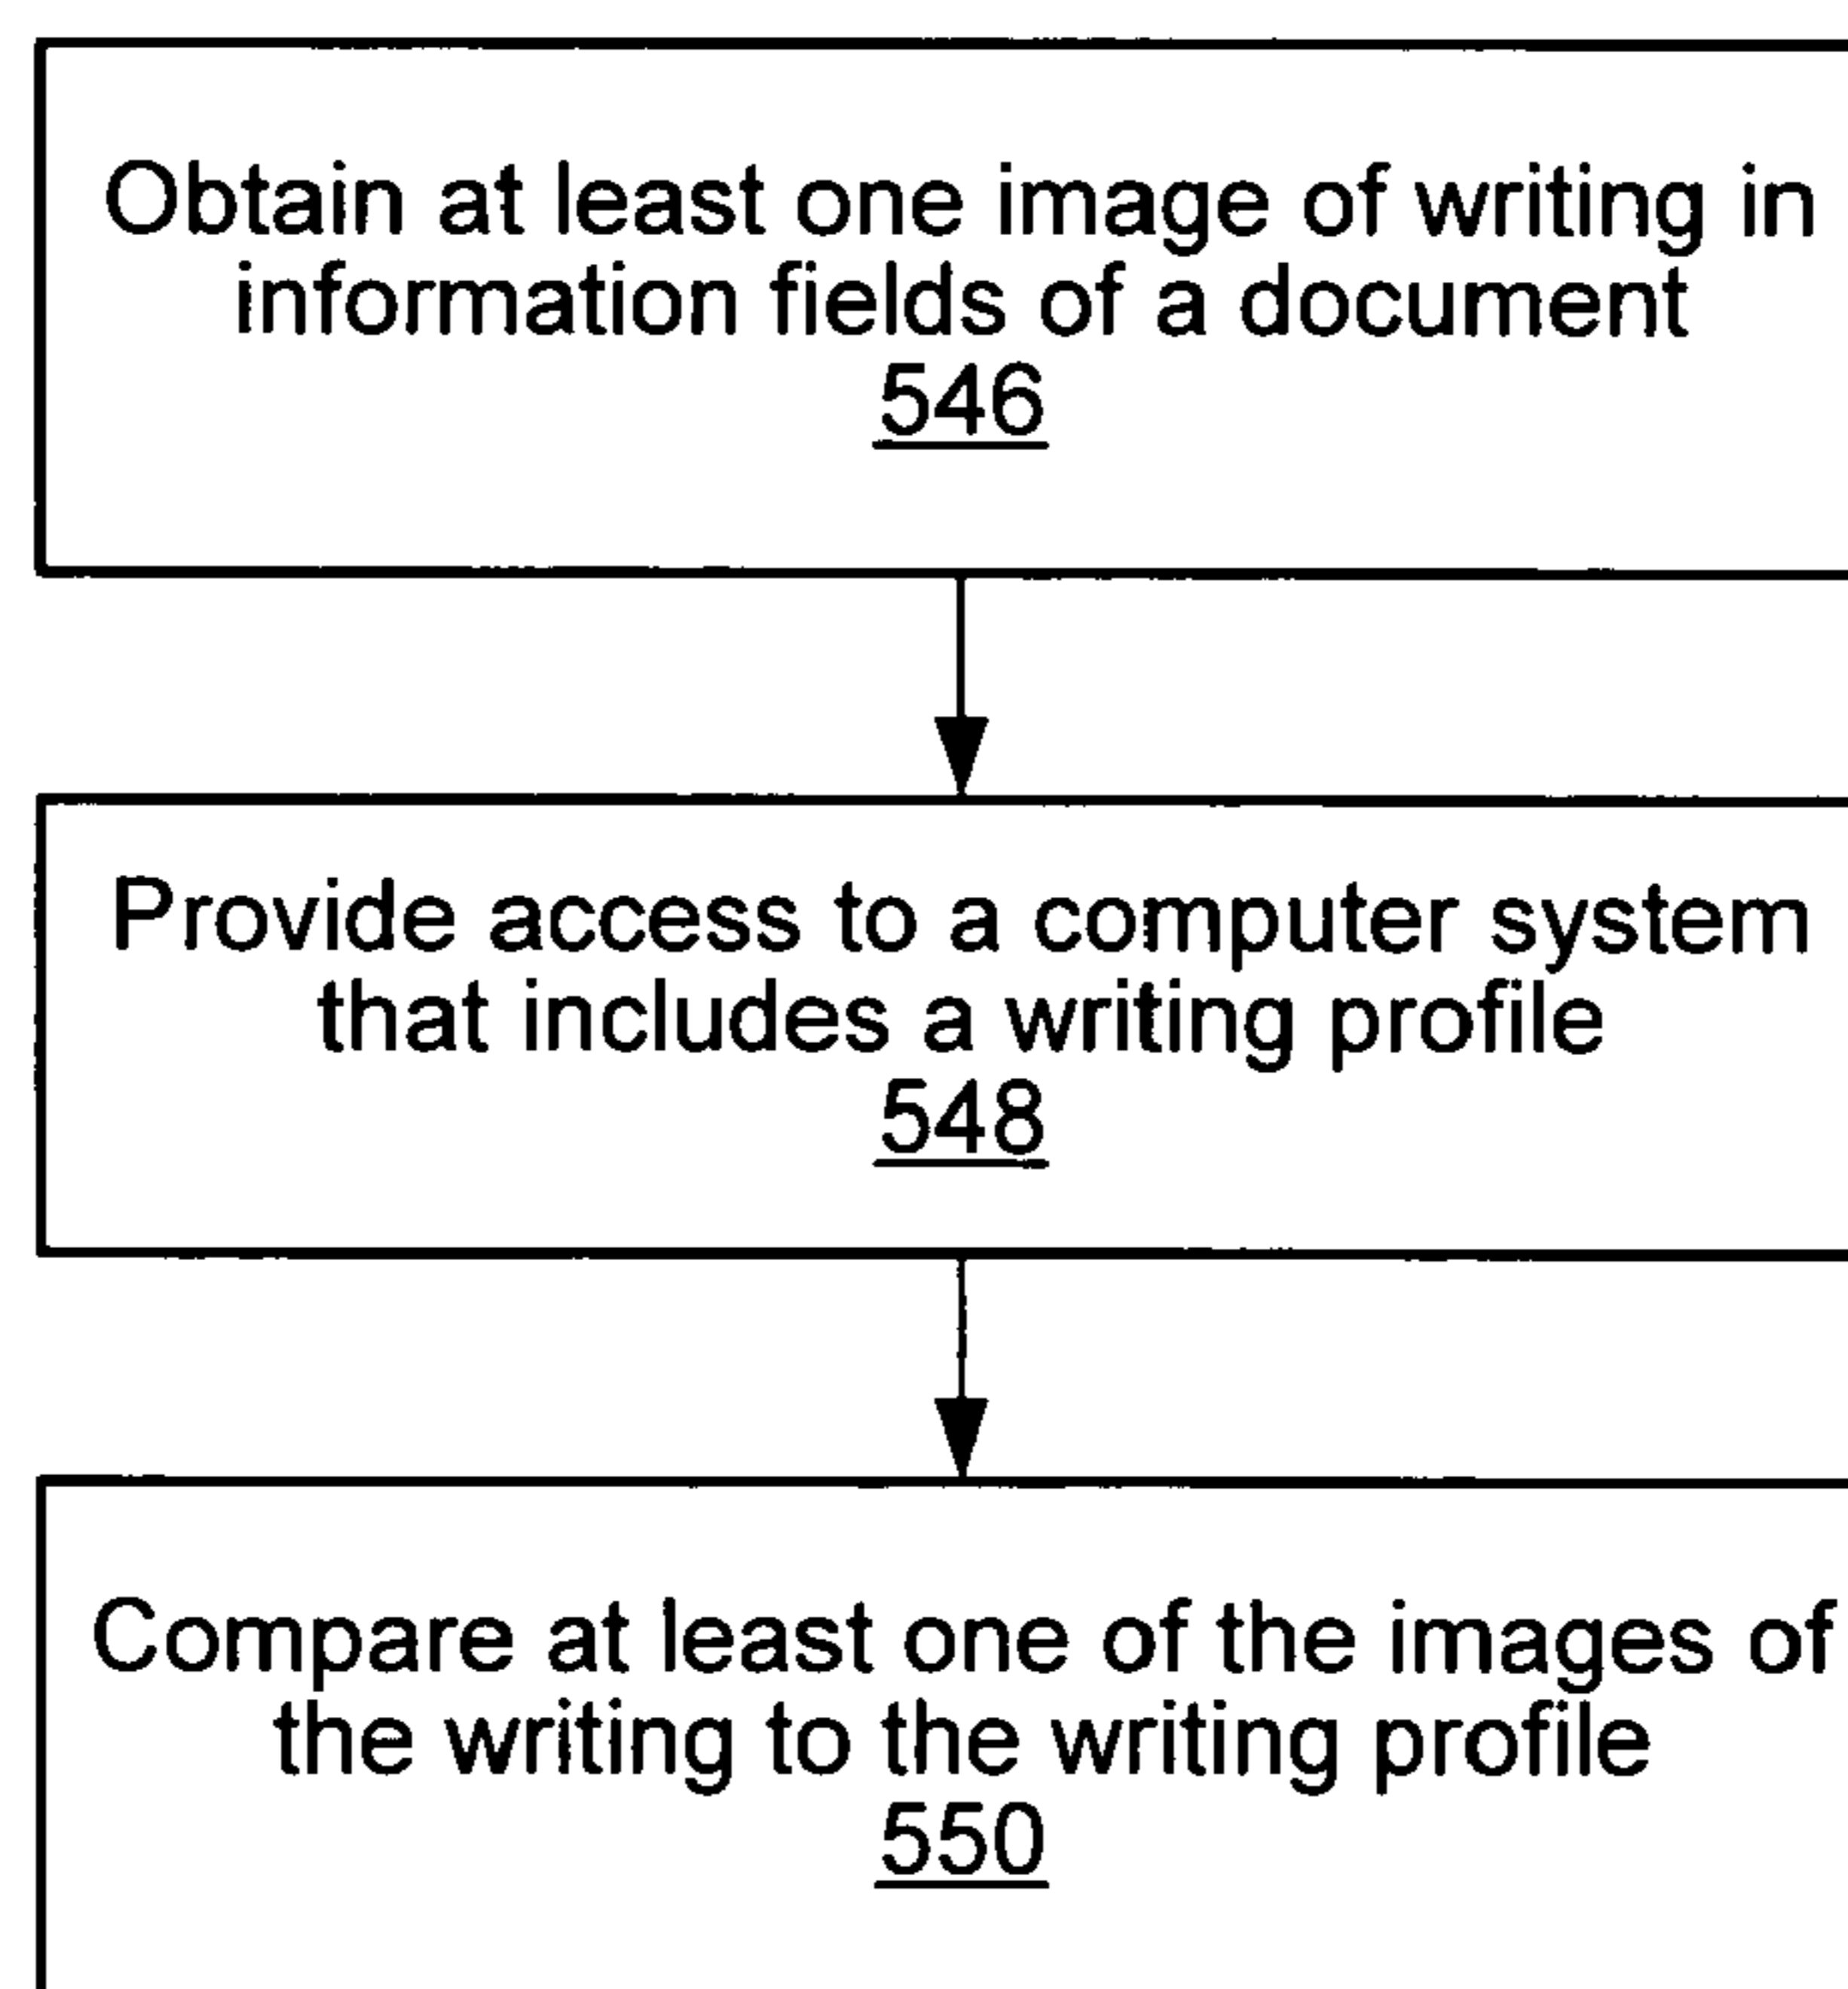 Obtain at least one image of writing in
information fields of a document
546
Provide access to a computer system
that includes a writing profile
548
Compare at least one of the images of
the writing to the writing profile
550